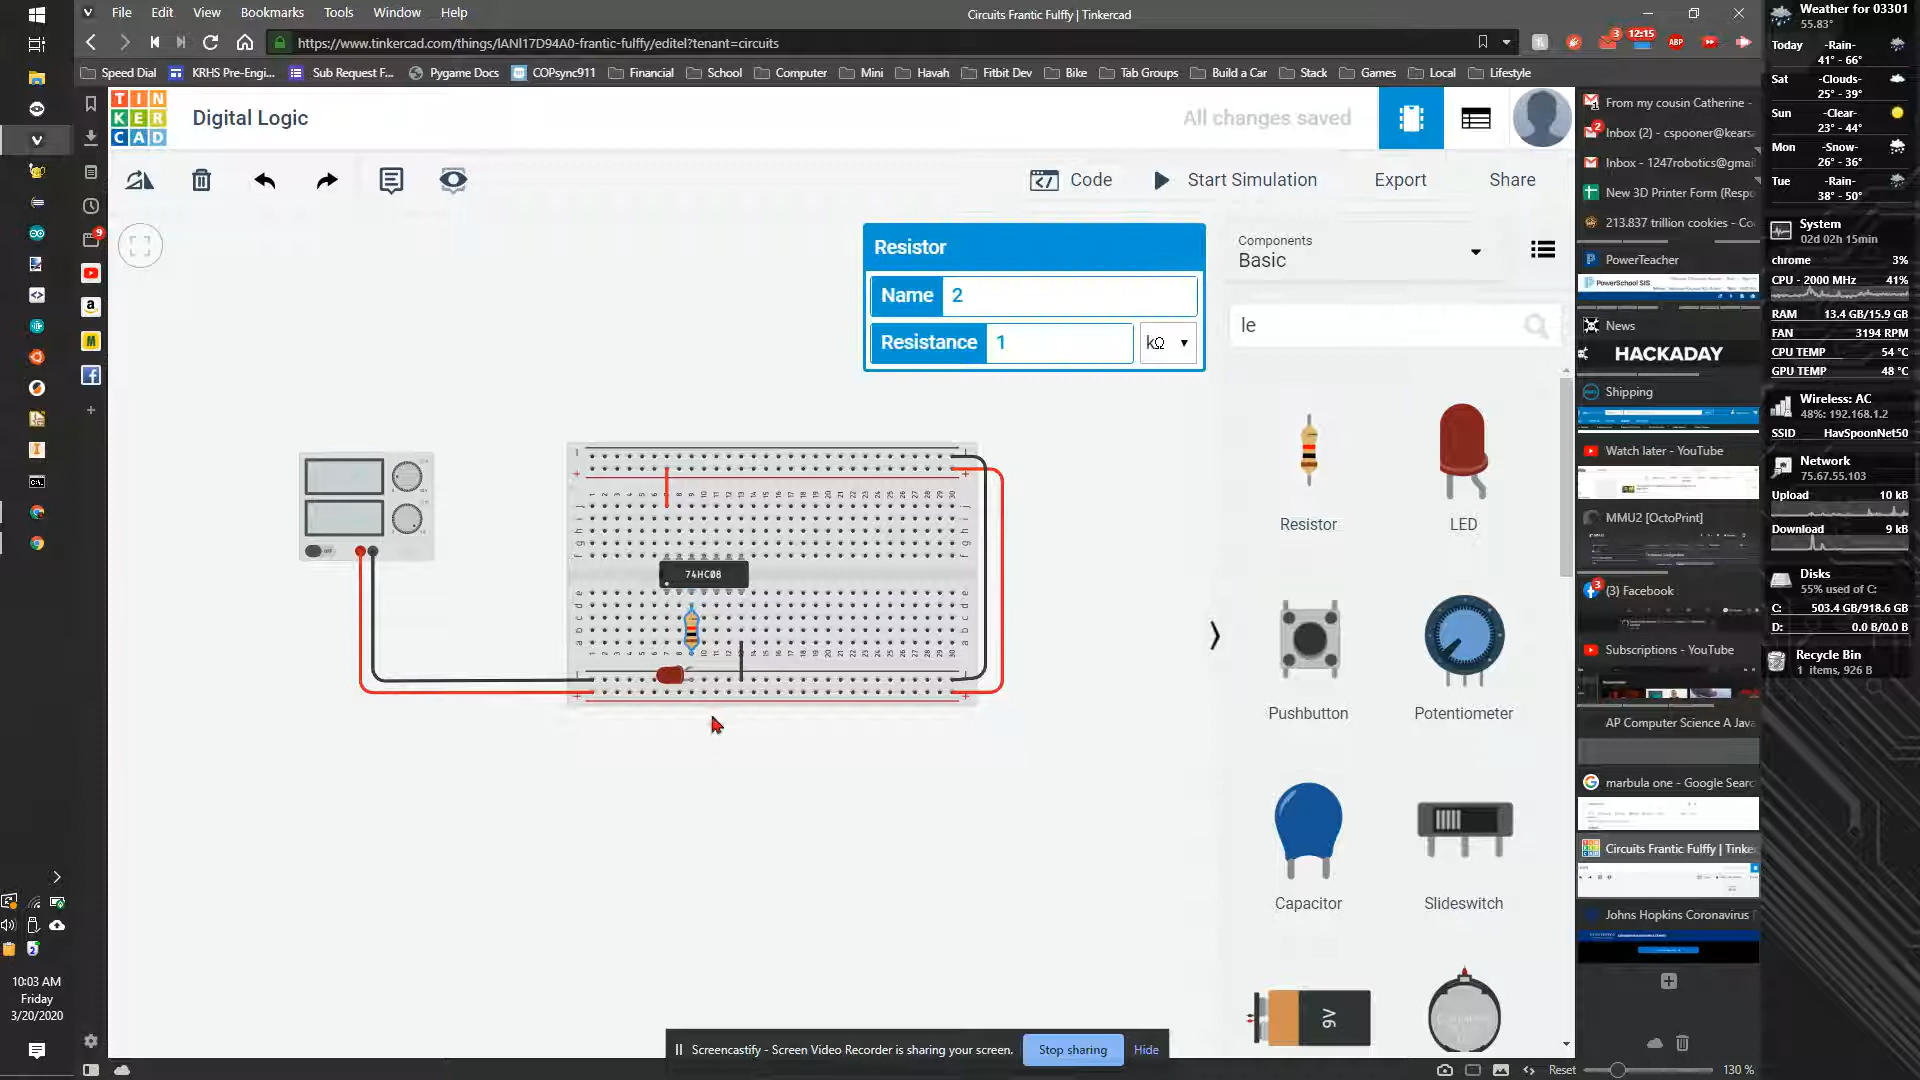 File Edit View Bookmarks Tools Window Help
Circuits Frantic Fulffy | Tinkercad
https://www.tinkercad.com/things/lANl17D94A0-frantic-fulffy/editel?tenant=circuits
3 12:15
ABP
Speed Dial KRHS Pre-Engi... Sub Request F... Pygame Docs COPsync911 Financial School Computer Mini Havah Fitbit Dev Bike Tab Groups Build a Car Stack Games Local Lifestyle
TIN
KER
CAD
Digital Logic
All changes saved
Code Start Simulation Export Share
Resistor
Name 2
Resistance 1 kΩ
Components
Basic
le
Resistor
LED
Pushbutton
Potentiometer
Capacitor
Slideswitch
9V
74HC08
Screencastify - Screen Video Recorder is sharing your screen. Stop sharing Hide
Reset 130 %
10:03 AM
Friday
3/20/2020
From my cousin Catherine -
Inbox (2) - cspooner@kears
Inbox - 1247robotics@gmai
New 3D Printer Form (Respo
213.837 trillion cookies - Co
PowerTeacher
PowerSchool SIS
News
HACKADAY
Shipping
Watch later - YouTube
MMU2 [OctoPrint]
(3) Facebook
Subscriptions - YouTube
AP Computer Science A Java
marbula one - Google Searc
Circuits Frantic Fulffy | Tinke
Johns Hopkins Coronavirus
Weather for 03301
55.83°
Today -Rain-
41° - 66°
Sat -Clouds-
25° - 39°
Sun -Clear-
23° - 44°
Mon -Snow-
26° - 36°
Tue -Rain-
38° - 50°
System
02d 02h 15min
chrome 3%
CPU - 2000 MHz 41%
RAM 13.4 GB/15.9 GB
FAN 3194 RPM
CPU TEMP 54 °C
GPU TEMP 48 °C
Wireless: AC
48%: 192.168.1.2
SSID HavSpoonNet50
Network
75.67.55.103
Upload 10 kB
Download 9 kB
Disks
55% used of C:
C: 503.4 GB/918.6 GB
D: 0.0 B/0.0 B
Recycle Bin
1 items, 926 B